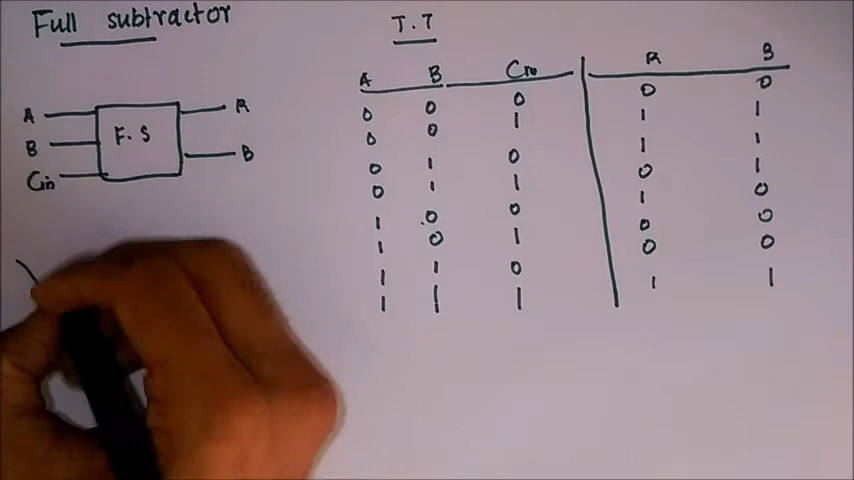 Full subtractor
T.T
A B Cin R B
0 0 0 0 0
0 0 1 1 1
0 1 0 1 1
0 1 1 0 1
1 0 0 1 0
1 0 1 0 0
1 1 0 0 0
1 1 1 1 1
A F.S R
B B
Cin